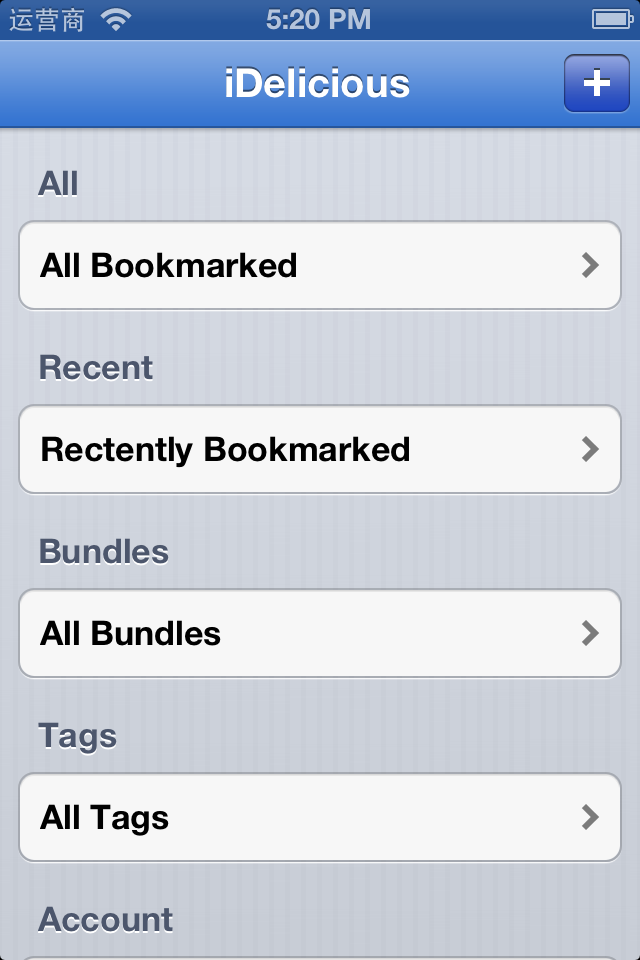 运营商
5:20 PM
iDelicious
+
All
All Bookmarked
Recent
Rectently Bookmarked
Bundles
All Bundles
Tags
All Tags
Account